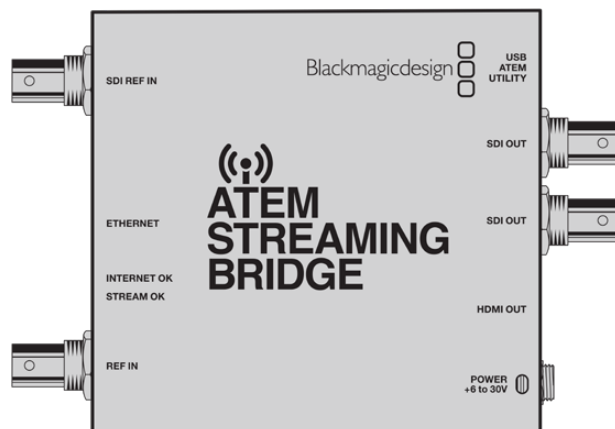 Blackmagicdesign
USB
ATEM
UTILITY
SDI REF IN
SDI OUT
ATEM
STREAMING
BRIDGE
SDI OUT
ETHERNET
INTERNET OK
STREAM OK
HDMI OUT
REF IN
POWER
+6 to 30V